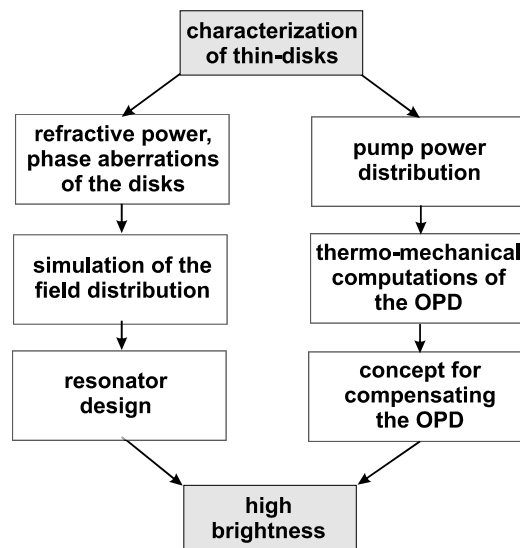 characterization
of thin-disks
refractive power,
phase aberrations
of the disks
pump power
distribution
simulation of the
field distribution
thermo-mechanical
computations of
the OPD
resonator
design
concept for
compensating
the OPD
high
brightness